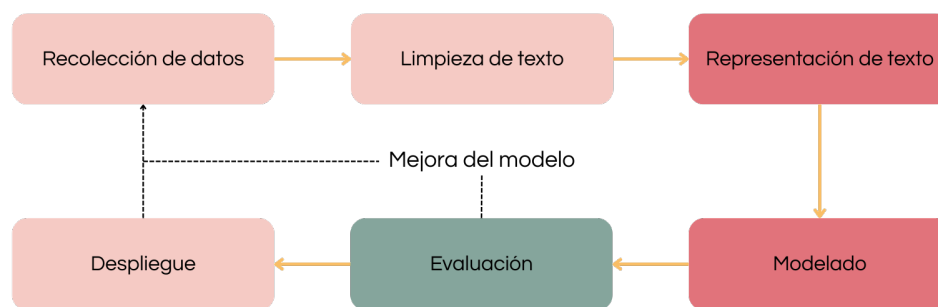 Recolección de datos
Limpieza de texto
Representación de texto
Mejora del modelo
Despliegue
Evaluación
Modelado